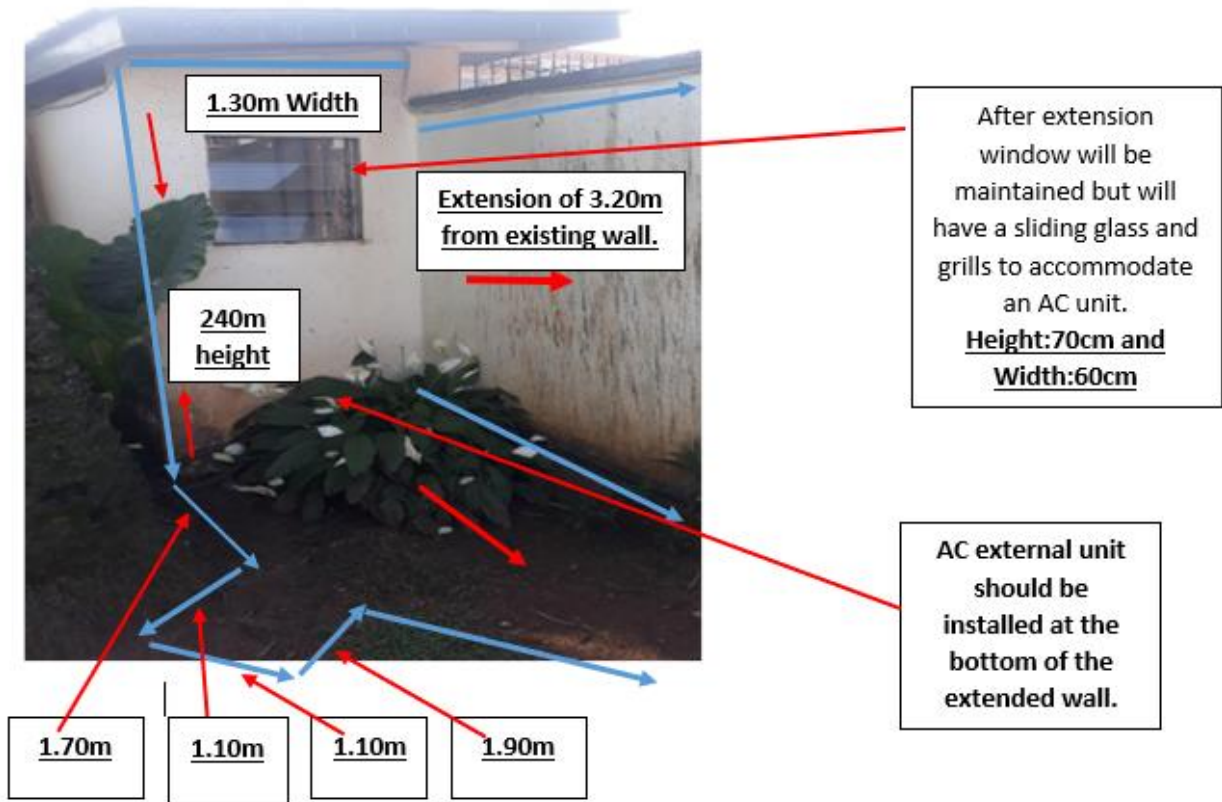 1.30m Width
Extension of 3.20m
from existing wall.
240m
height
After extension
window will be
maintained but will
have a sliding glass and
grills to accommodate
an AC unit.
Height:70cm and
Width:60cm
AC external unit
should be
installed at the
bottom of the
extended wall.
1.70m
1.10m
1.10m
1.90m